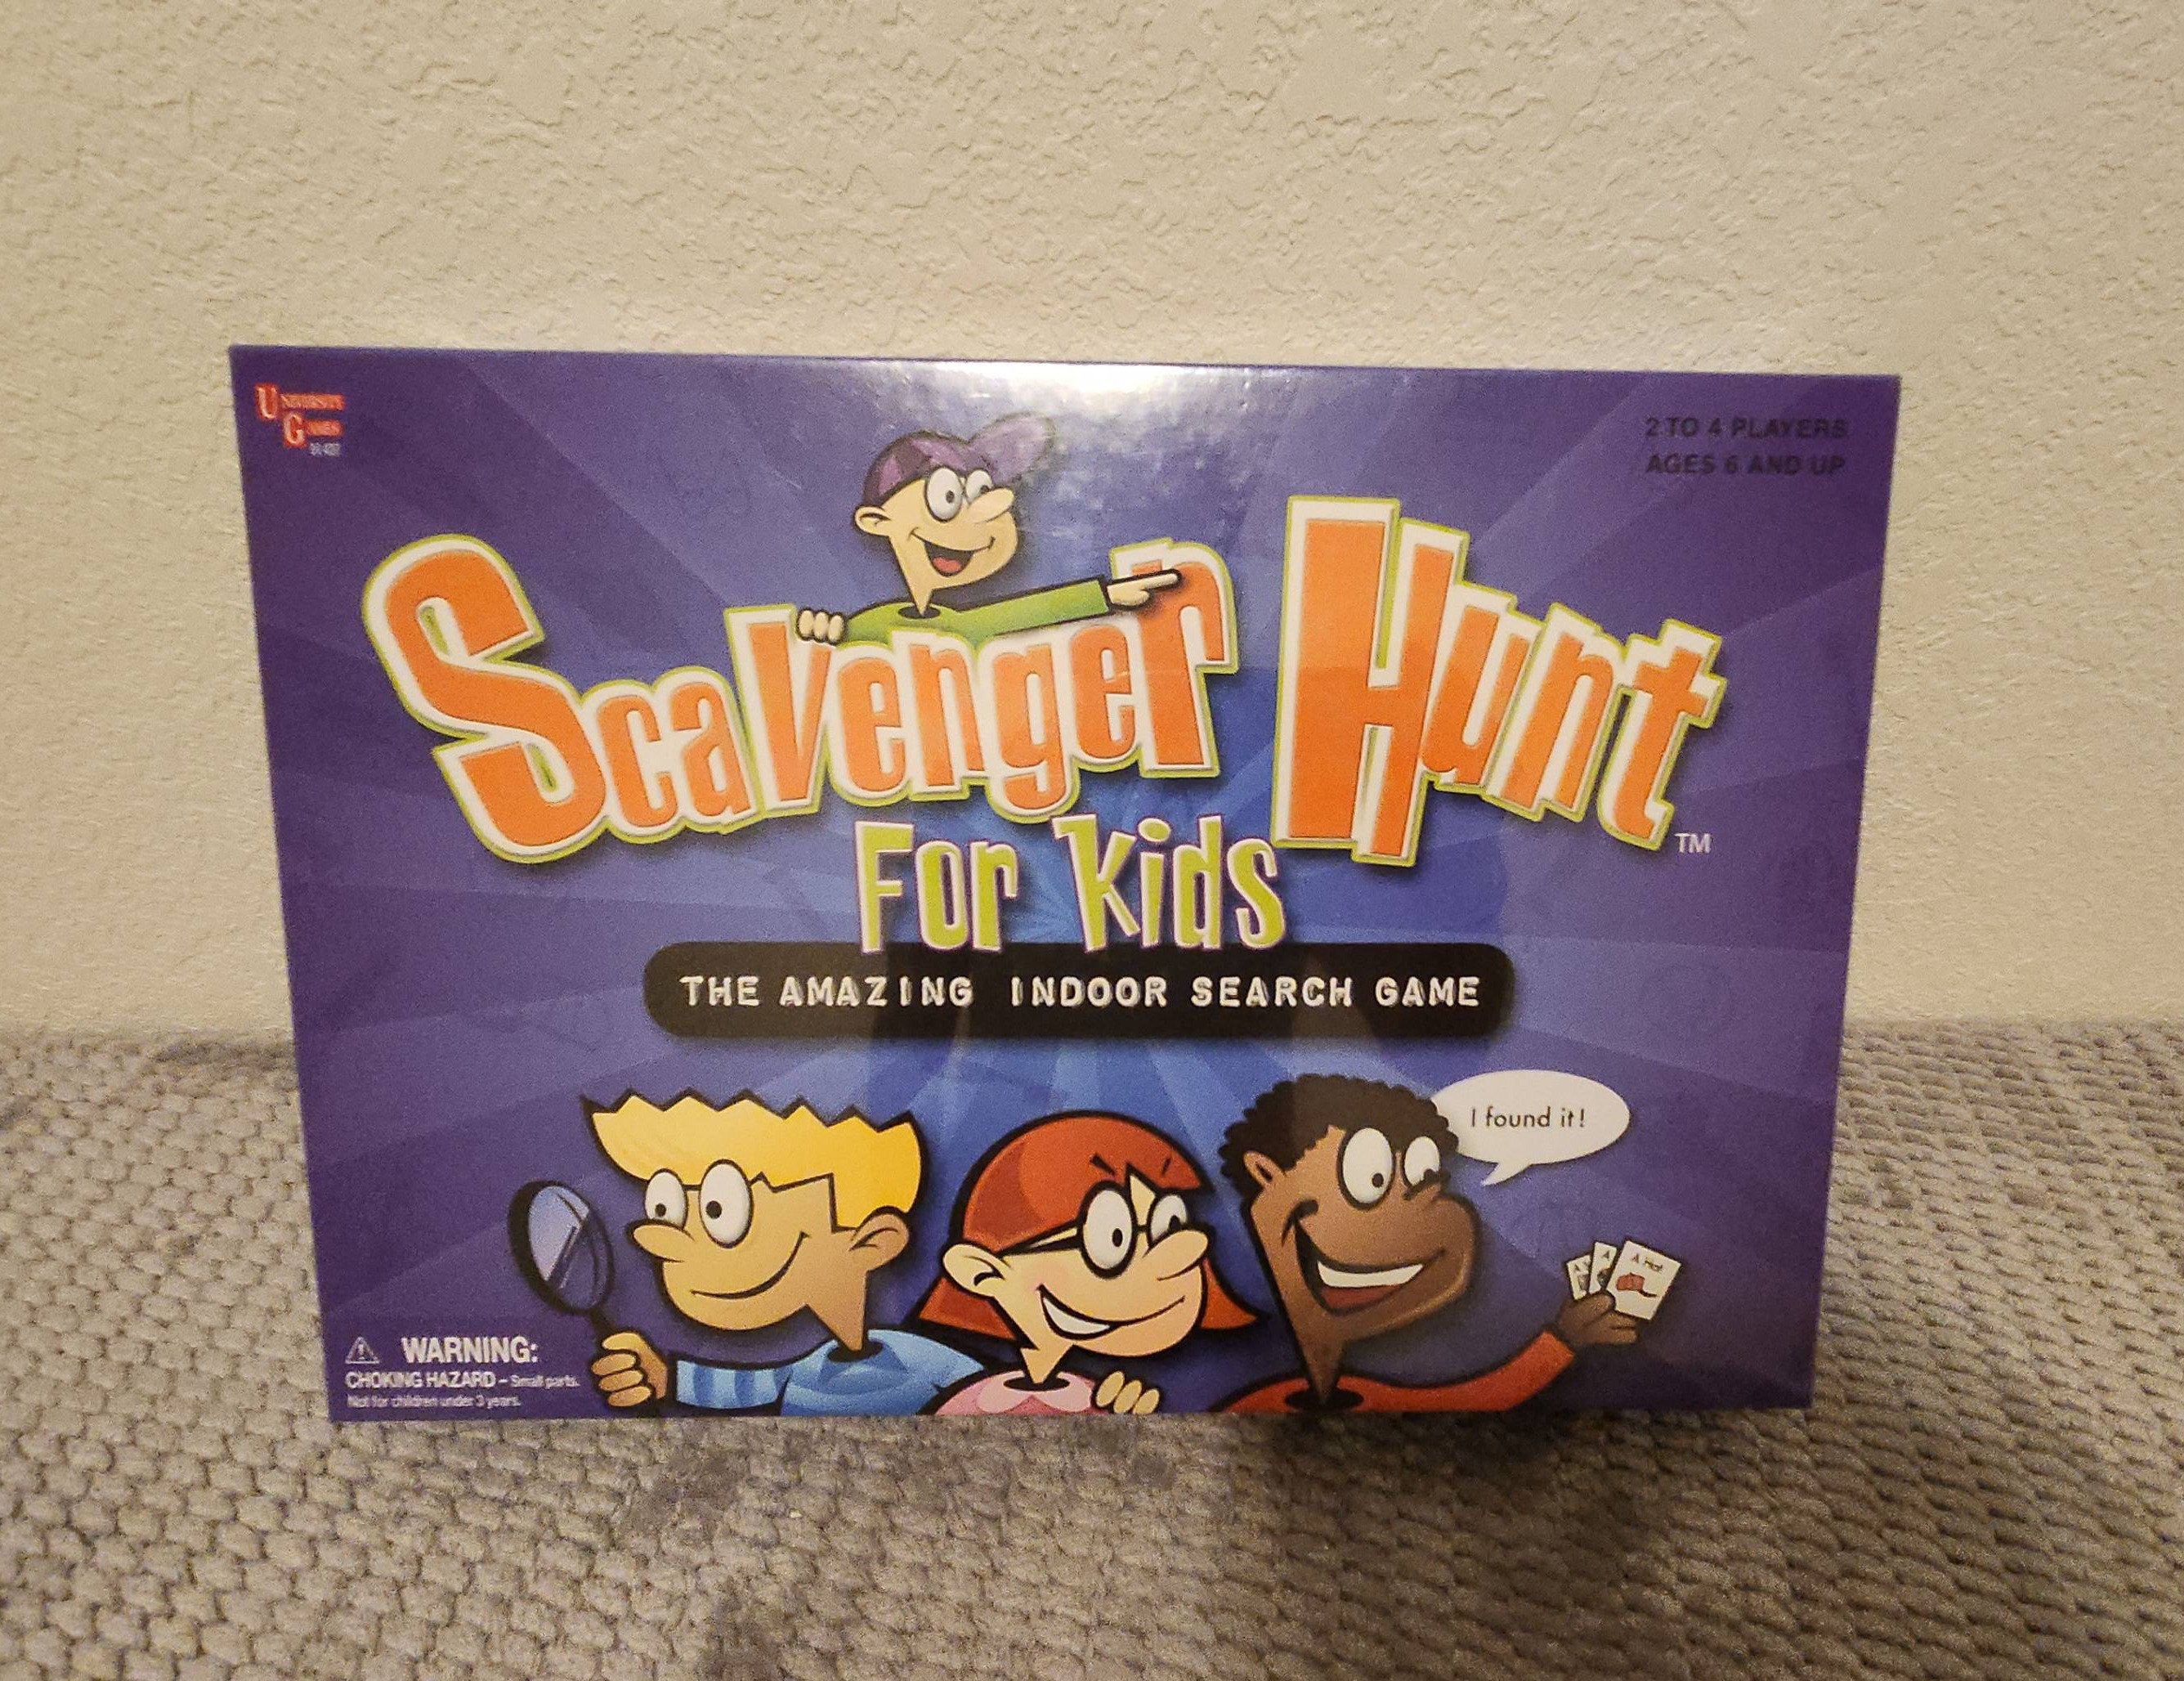 UNIVERSITY
GAMES
2 TO 4 PLAYERS
AGES 6 AND UP
Scavenger Hunt
TM
For Kids
THE AMAZING INDOOR SEARCH GAME
I found it!
A Hat
WARNING:
CHOKING HAZARD – Small parts.
Not for children under 3 years.